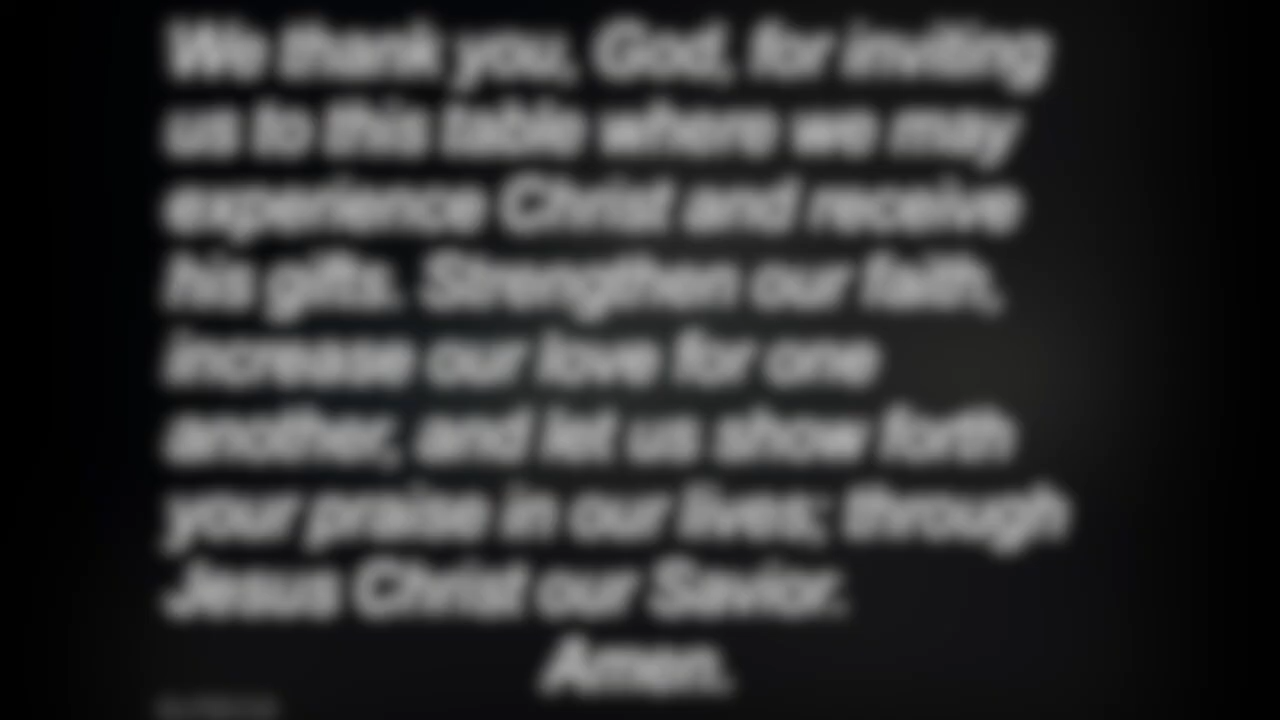 We thank you, God, for inviting
us to this table where we may
experience Christ and receive
his gifts. Strengthen our faith,
increase our love for one
another, and let us show forth
your praise in our lives; through
Jesus Christ our Savior.
Amen.